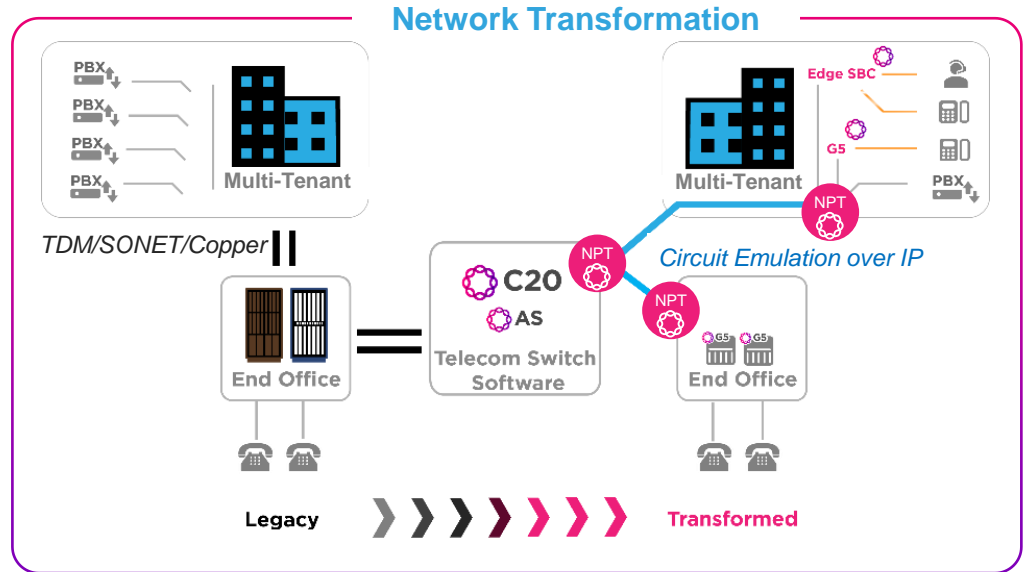 Network Transformation
PBX
PBX
PBX
PBX
Multi-Tenant
Edge SBC
G5
PBX
Multi-Tenant
NPT
TDM/SONET/Copper
Circuit Emulation over IP
NPT
C20
AS
Telecom Switch
Software
End Office
NPT
G5
G5
End Office
Legacy
Transformed